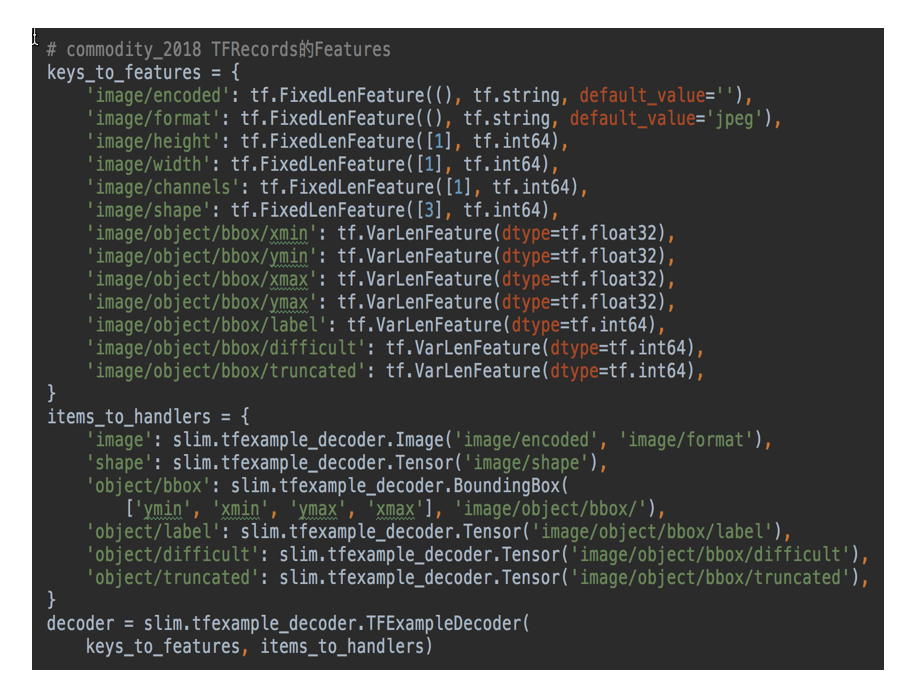 # commodity_2018 TFRecords的Features
keys_to_features = {
    'image/encoded': tf.FixedLenFeature((), tf.string, default_value=''),
    'image/format': tf.FixedLenFeature((), tf.string, default_value='jpeg'),
    'image/height': tf.FixedLenFeature([1], tf.int64),
    'image/width': tf.FixedLenFeature([1], tf.int64),
    'image/channels': tf.FixedLenFeature([1], tf.int64),
    'image/shape': tf.FixedLenFeature([3], tf.int64),
    'image/object/bbox/xmin': tf.VarLenFeature(dtype=tf.float32),
    'image/object/bbox/ymin': tf.VarLenFeature(dtype=tf.float32),
    'image/object/bbox/xmax': tf.VarLenFeature(dtype=tf.float32),
    'image/object/bbox/ymax': tf.VarLenFeature(dtype=tf.float32),
    'image/object/bbox/label': tf.VarLenFeature(dtype=tf.int64),
    'image/object/bbox/difficult': tf.VarLenFeature(dtype=tf.int64),
    'image/object/bbox/truncated': tf.VarLenFeature(dtype=tf.int64),
}
items_to_handlers = {
    'image': slim.tfexample_decoder.Image('image/encoded', 'image/format'),
    'shape': slim.tfexample_decoder.Tensor('image/shape'),
    'object/bbox': slim.tfexample_decoder.BoundingBox(
        ['ymin', 'xmin', 'ymax', 'xmax'], 'image/object/bbox/'),
    'object/label': slim.tfexample_decoder.Tensor('image/object/bbox/label'),
    'object/difficult': slim.tfexample_decoder.Tensor('image/object/bbox/difficult'),
    'object/truncated': slim.tfexample_decoder.Tensor('image/object/bbox/truncated'),
}
decoder = slim.tfexample_decoder.TFExampleDecoder(
    keys_to_features, items_to_handlers)